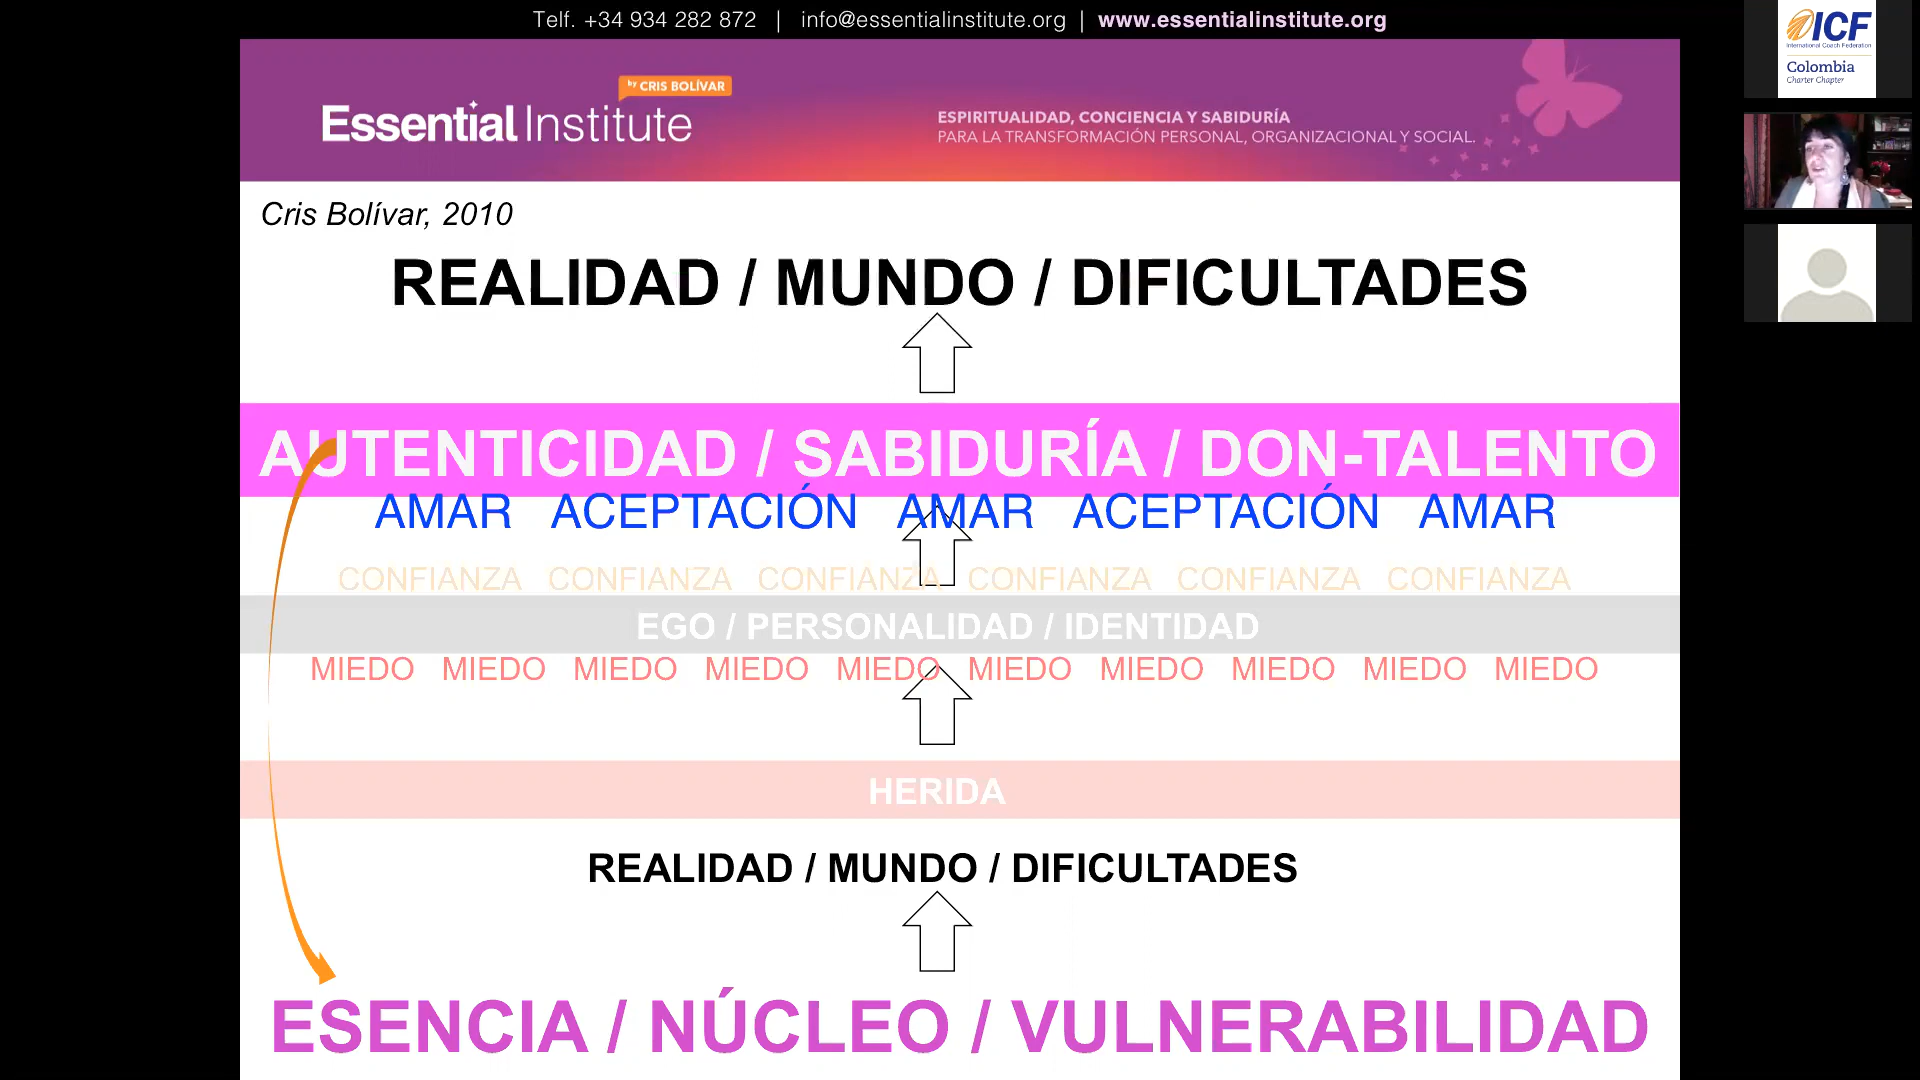 Telf. +34 934 282 872 | info@essentialinstitute.org | www.essentialinstitute.org
ICF
International Coach Federation
Colombia
Charter Chapter
by CRIS BOLÍVAR
Essential Institute
ESPIRITUALIDAD, CONCIENCIA Y SABIDURÍA
PARA LA TRANSFORMACIÓN PERSONAL, ORGANIZACIONAL Y SOCIAL.
Cris Bolívar, 2010
REALIDAD / MUNDO / DIFICULTADES
AUTENTICIDAD / SABIDURÍA / DON-TALENTO
AMAR ACEPTACIÓN AMAR ACEPTACIÓN AMAR
CONFIANZA CONFIANZA CONFIANZA CONFIANZA CONFIANZA CONFIANZA
EGO / PERSONALIDAD / IDENTIDAD
MIEDO MIEDO MIEDO MIEDO MIEDO MIEDO MIEDO MIEDO MIEDO MIEDO
HERIDA
REALIDAD / MUNDO / DIFICULTADES
ESENCIA / NÚCLEO / VULNERABILIDAD